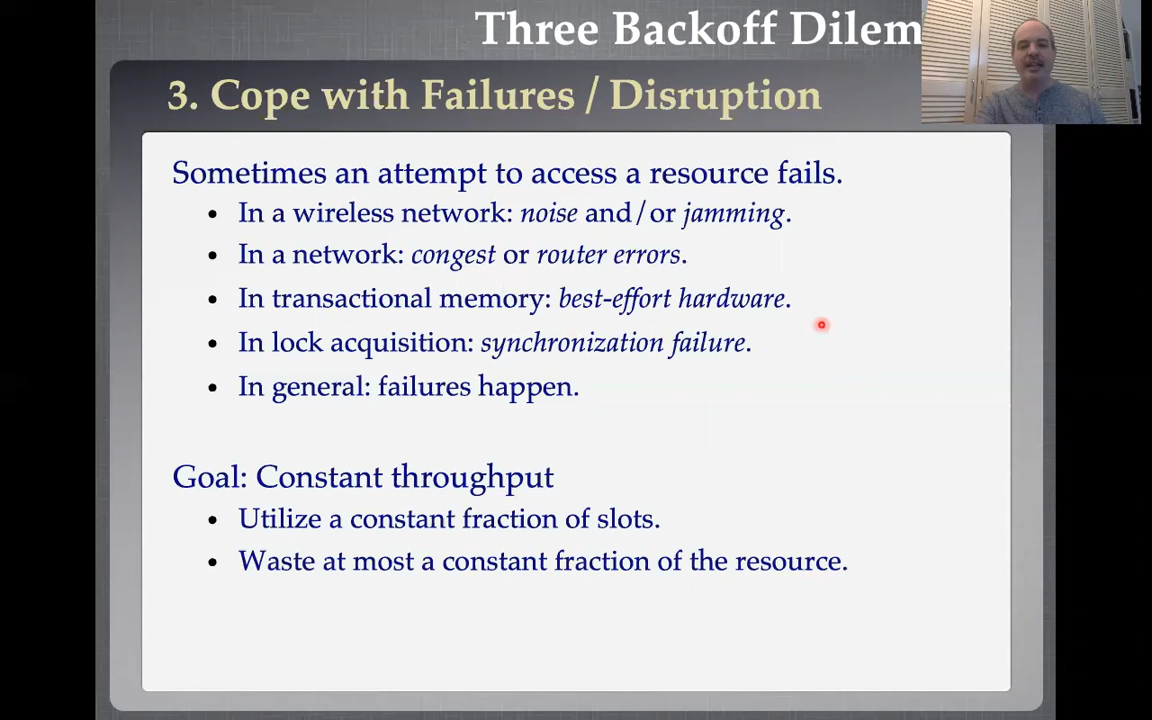 Three Backoff Dilem
3. Cope with Failures / Disruption
Sometimes an attempt to access a resource fails.
• In a wireless network: noise and/or jamming.
• In a network: congest or router errors.
• In transactional memory: best-effort hardware.
• In lock acquisition: synchronization failure.
• In general: failures happen.
Goal: Constant throughput
• Utilize a constant fraction of slots.
• Waste at most a constant fraction of the resource.